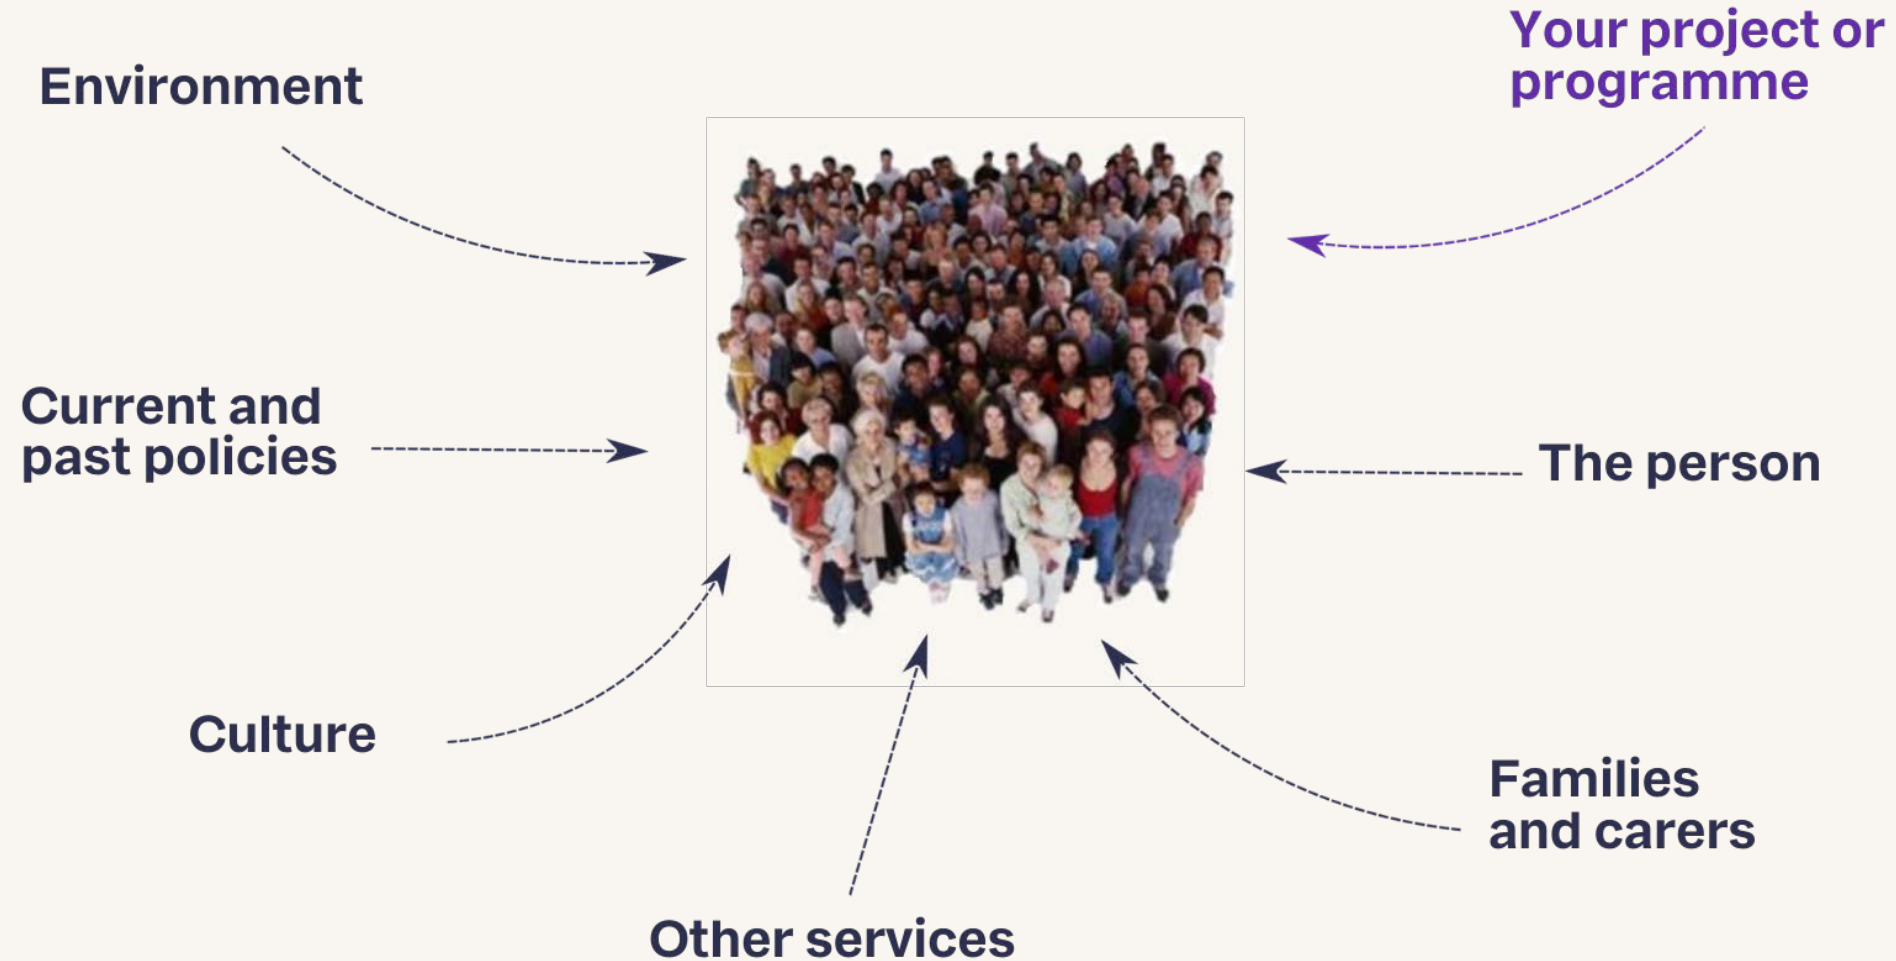 Your project or
programme
Environment
Current and
past policies
The person
Culture
Families
and carers
Other services